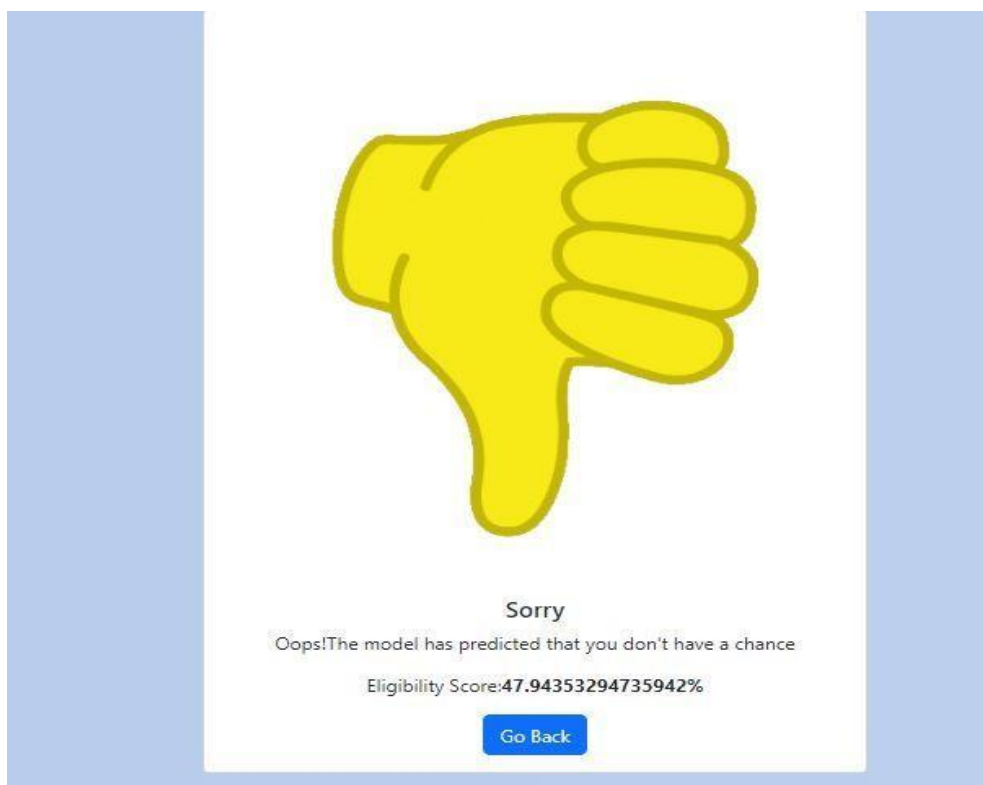 Sorry
Oops!The model has predicted that you don't have a chance
Eligibility Score:47.94353294735942%
Go Back